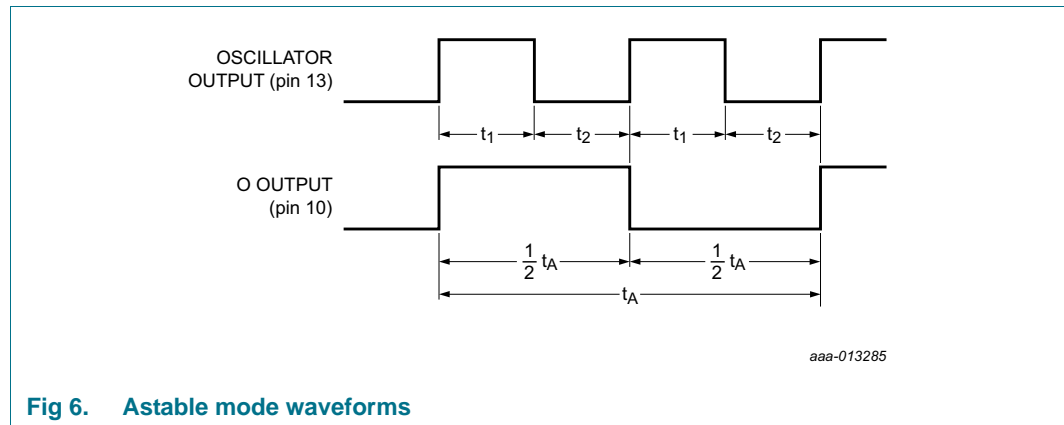 OSCILLATOR
OUTPUT (pin 13)
t1 t2 t1 t2
O OUTPUT
(pin 10)
1/2 tA 1/2 tA
tA
aaa-013285
Fig 6. Astable mode waveforms